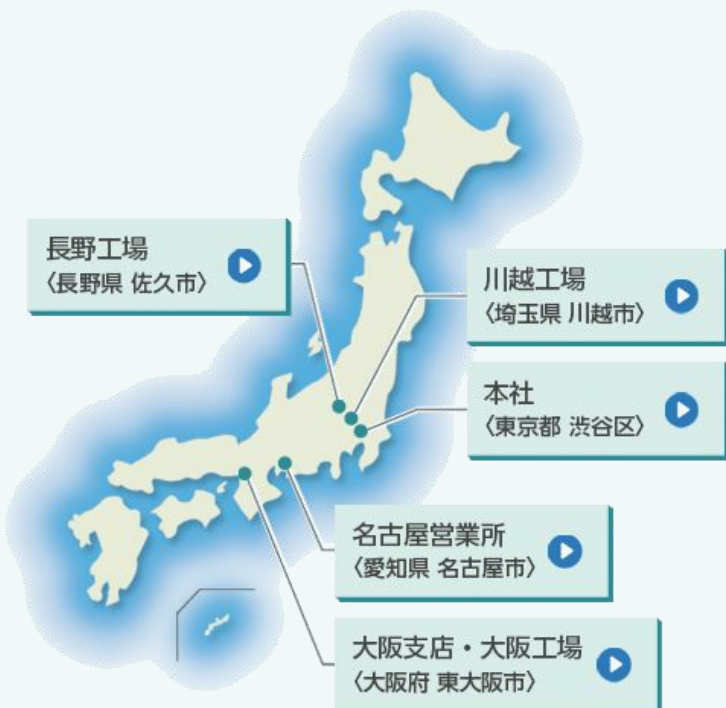 長野工場
〈長野県 佐久市〉
川越工場
〈埼玉県 川越市〉
本社
〈東京都 渋谷区〉
名古屋営業所
〈愛知県 名古屋市〉
大阪支店・大阪工場
〈大阪府 東大阪市〉